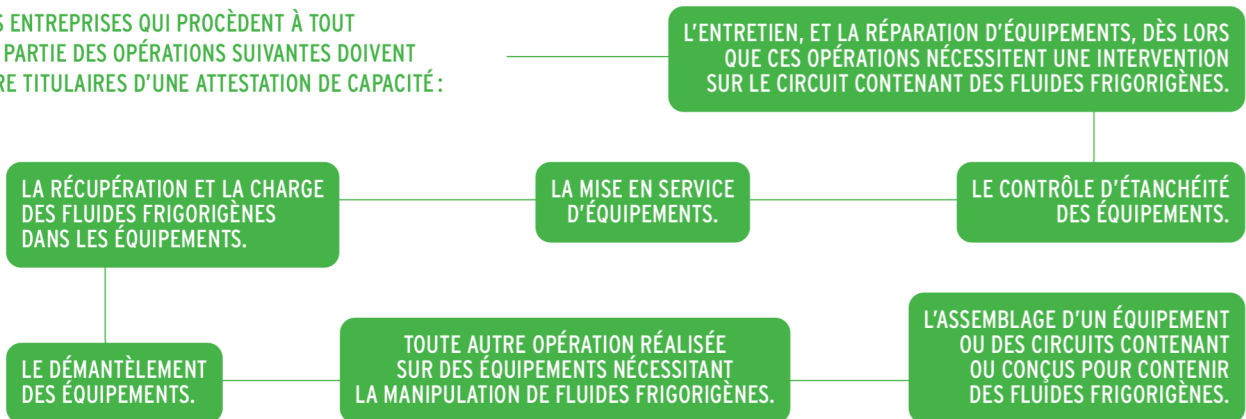 S ENTREPRISES QUI PROCÈDENT À TOUT
PARTIE DES OPÉRATIONS SUIVANTES DOIVENT
RE TITULAIRES D'UNE ATTESTATION DE CAPACITÉ :
L'ENTRETIEN, ET LA RÉPARATION D'ÉQUIPEMENTS, DÈS LORS
QUE CES OPÉRATIONS NÉCESSITENT UNE INTERVENTION
SUR LE CIRCUIT CONTENANT DES FLUIDES FRIGORIGÈNES.
LE CONTRÔLE D'ÉTANCHÉITÉ
DES ÉQUIPEMENTS.
LA MISE EN SERVICE
D'ÉQUIPEMENTS.
LA RÉCUPÉRATION ET LA CHARGE
DES FLUIDES FRIGORIGÈNES
DANS LES ÉQUIPEMENTS.
LE DÉMANTÈLEMENT
DES ÉQUIPEMENTS.
TOUTE AUTRE OPÉRATION RÉALISÉE
SUR DES ÉQUIPEMENTS NÉCESSITANT
LA MANIPULATION DE FLUIDES FRIGORIGÈNES.
L'ASSEMBLAGE D'UN ÉQUIPEMENT
OU DES CIRCUITS CONTENANT
OU CONÇUS POUR CONTENIR
DES FLUIDES FRIGORIGÈNES.